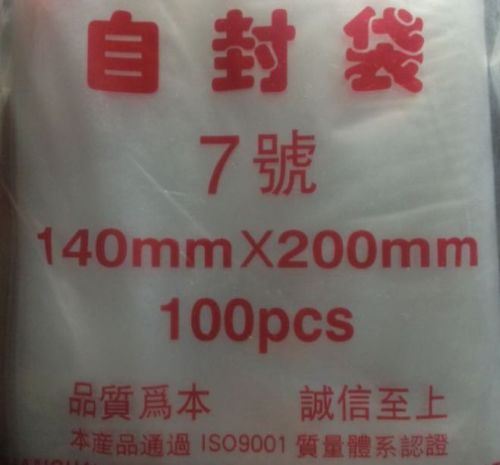 自封袋
7號
140mmX200mm
100pcs
品質爲本 誠信至上
本産品通過 ISO9001 質量體系認證